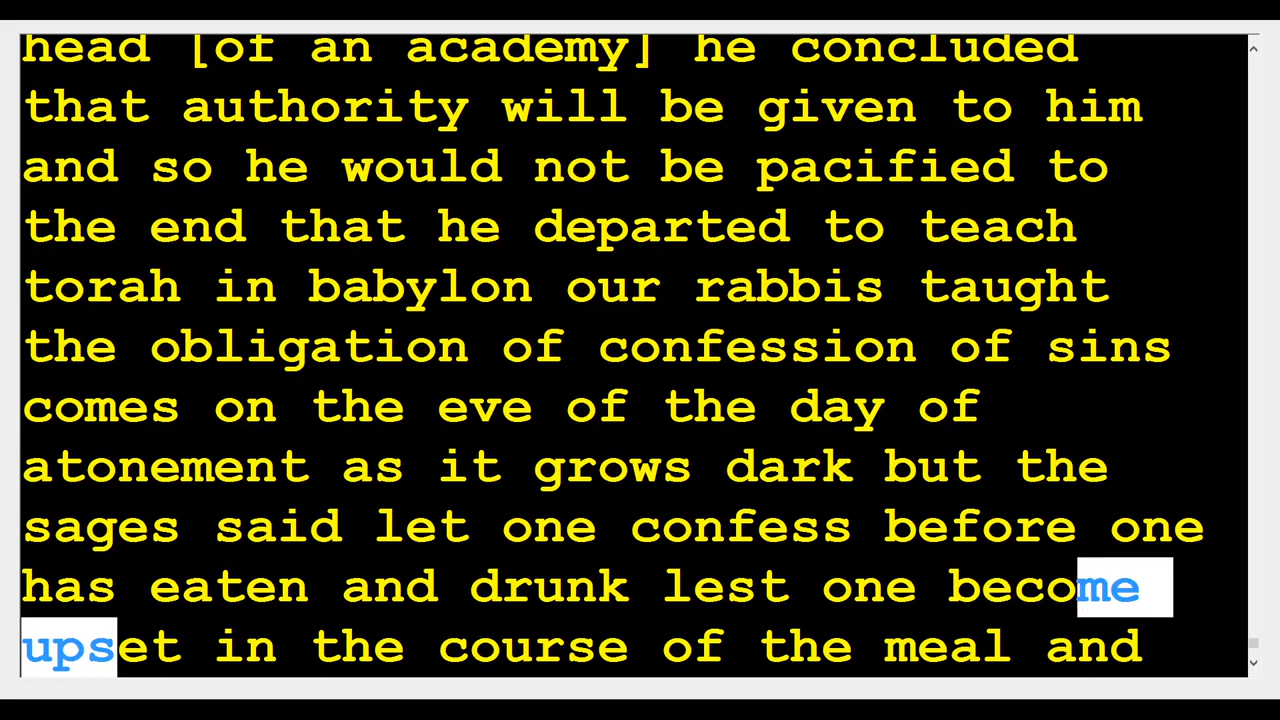 head [of an academy] he concluded
that authority will be given to him
and so he would not be pacified to
the end that he departed to teach
torah in babylon our rabbis taught
the obligation of confession of sins
comes on the eve of the day of
atonement as it grows dark but the
sages said let one confess before one
has eaten and drunk lest one become
upset in the course of the meal and